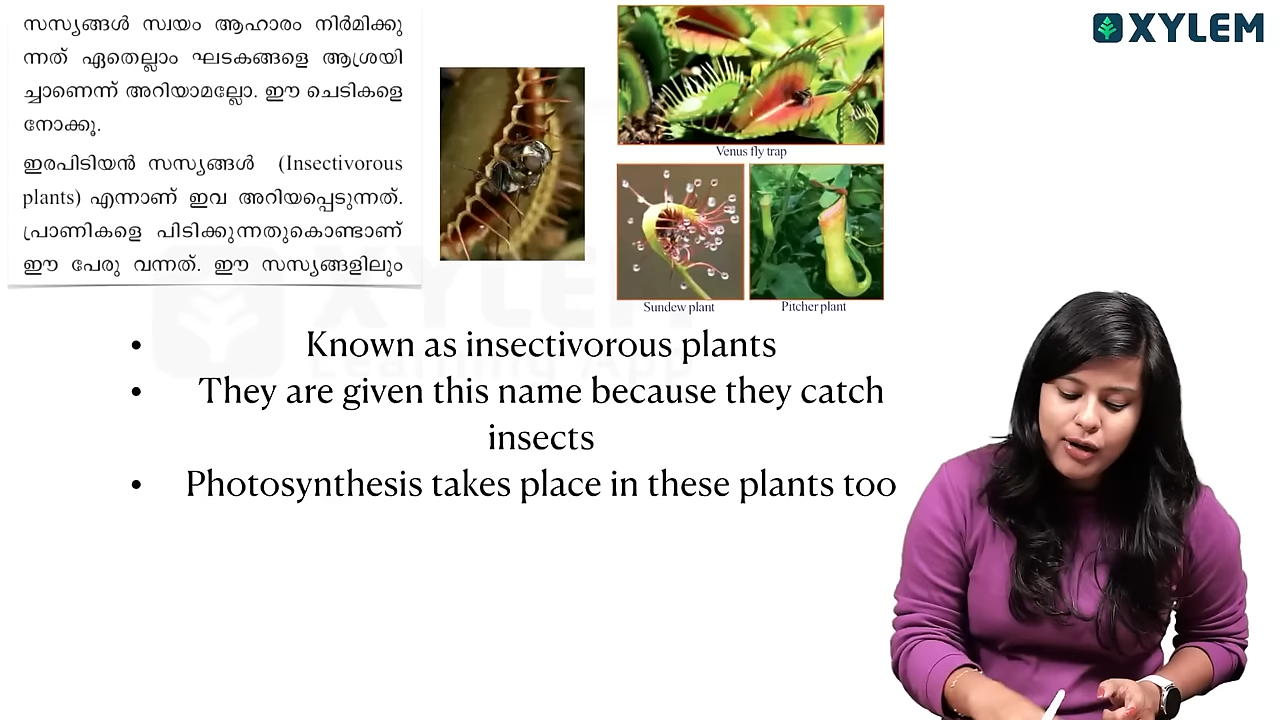 സസ്യങ്ങൾ സ്വയം ആഹാരം നിർമിക്കു
ന്നത് ഏതെല്ലാം ഘടകങ്ങളെ ആശ്രയി
ച്ചാണെന്ന് അറിയാമല്ലോ. ഈ ചെടികളെ
നോക്കൂ.
ഇരപിടിയൻ സസ്യങ്ങൾ (Insectivorous
plants) എന്നാണ് ഇവ അറിയപ്പെടുന്നത്.
പ്രാണികളെ പിടിക്കുന്നതുകൊണ്ടാണ്
ഈ പേരു വന്നത്. ഈ സസ്യങ്ങളിലും
XYLEM
Venus fly trap
Sundew plant
Pitcher plant
XYLEM
Learning App
• Known as insectivorous plants
• They are given this name because they catch
insects
• Photosynthesis takes place in these plants too